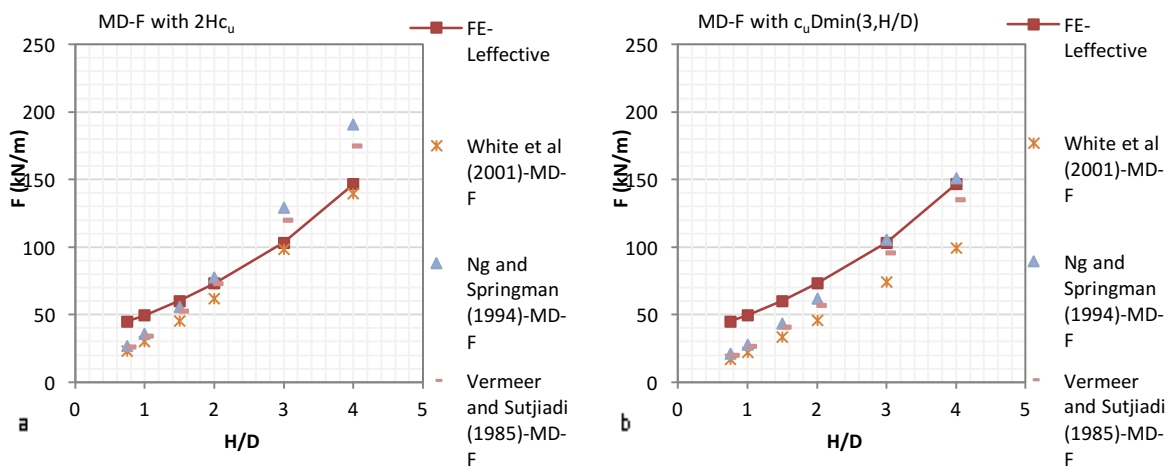 MD-F with 2Hcu
250
200
150
100
50
0
F (kN/m)
0 1 2 3 4 5
H/D
a
FE-
Leffective
White et al
(2001)-MD-
F
Ng and
Springman
(1994)-MD-
F
Vermeer
and Sutjiadi
(1985)-MD-
F
MD-F with cuDmin(3,H/D)
250
200
150
100
50
0
F (kN/m)
0 1 2 3 4 5
H/D
b
FE-
Leffective
White et al
(2001)-MD-
F
Ng and
Springman
(1994)-MD-
F
Vermeer
and Sutjiadi
(1985)-MD-
F